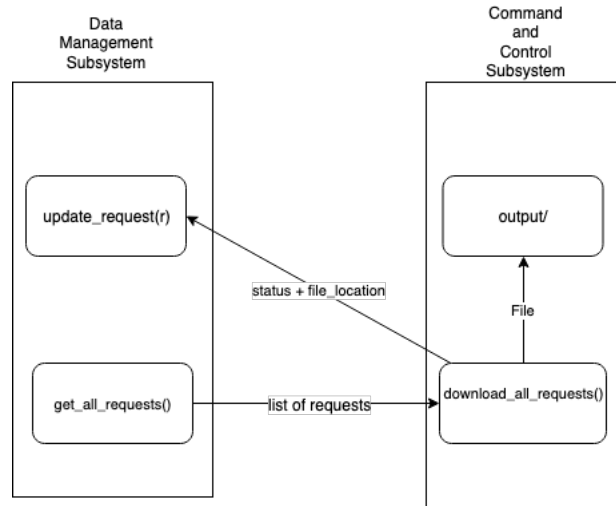 Data
Management
Subsystem
Command
and
Control
Subsystem
update_request(r)
output/
status + file_location
File
get_all_requests()
list of requests
download_all_requests()